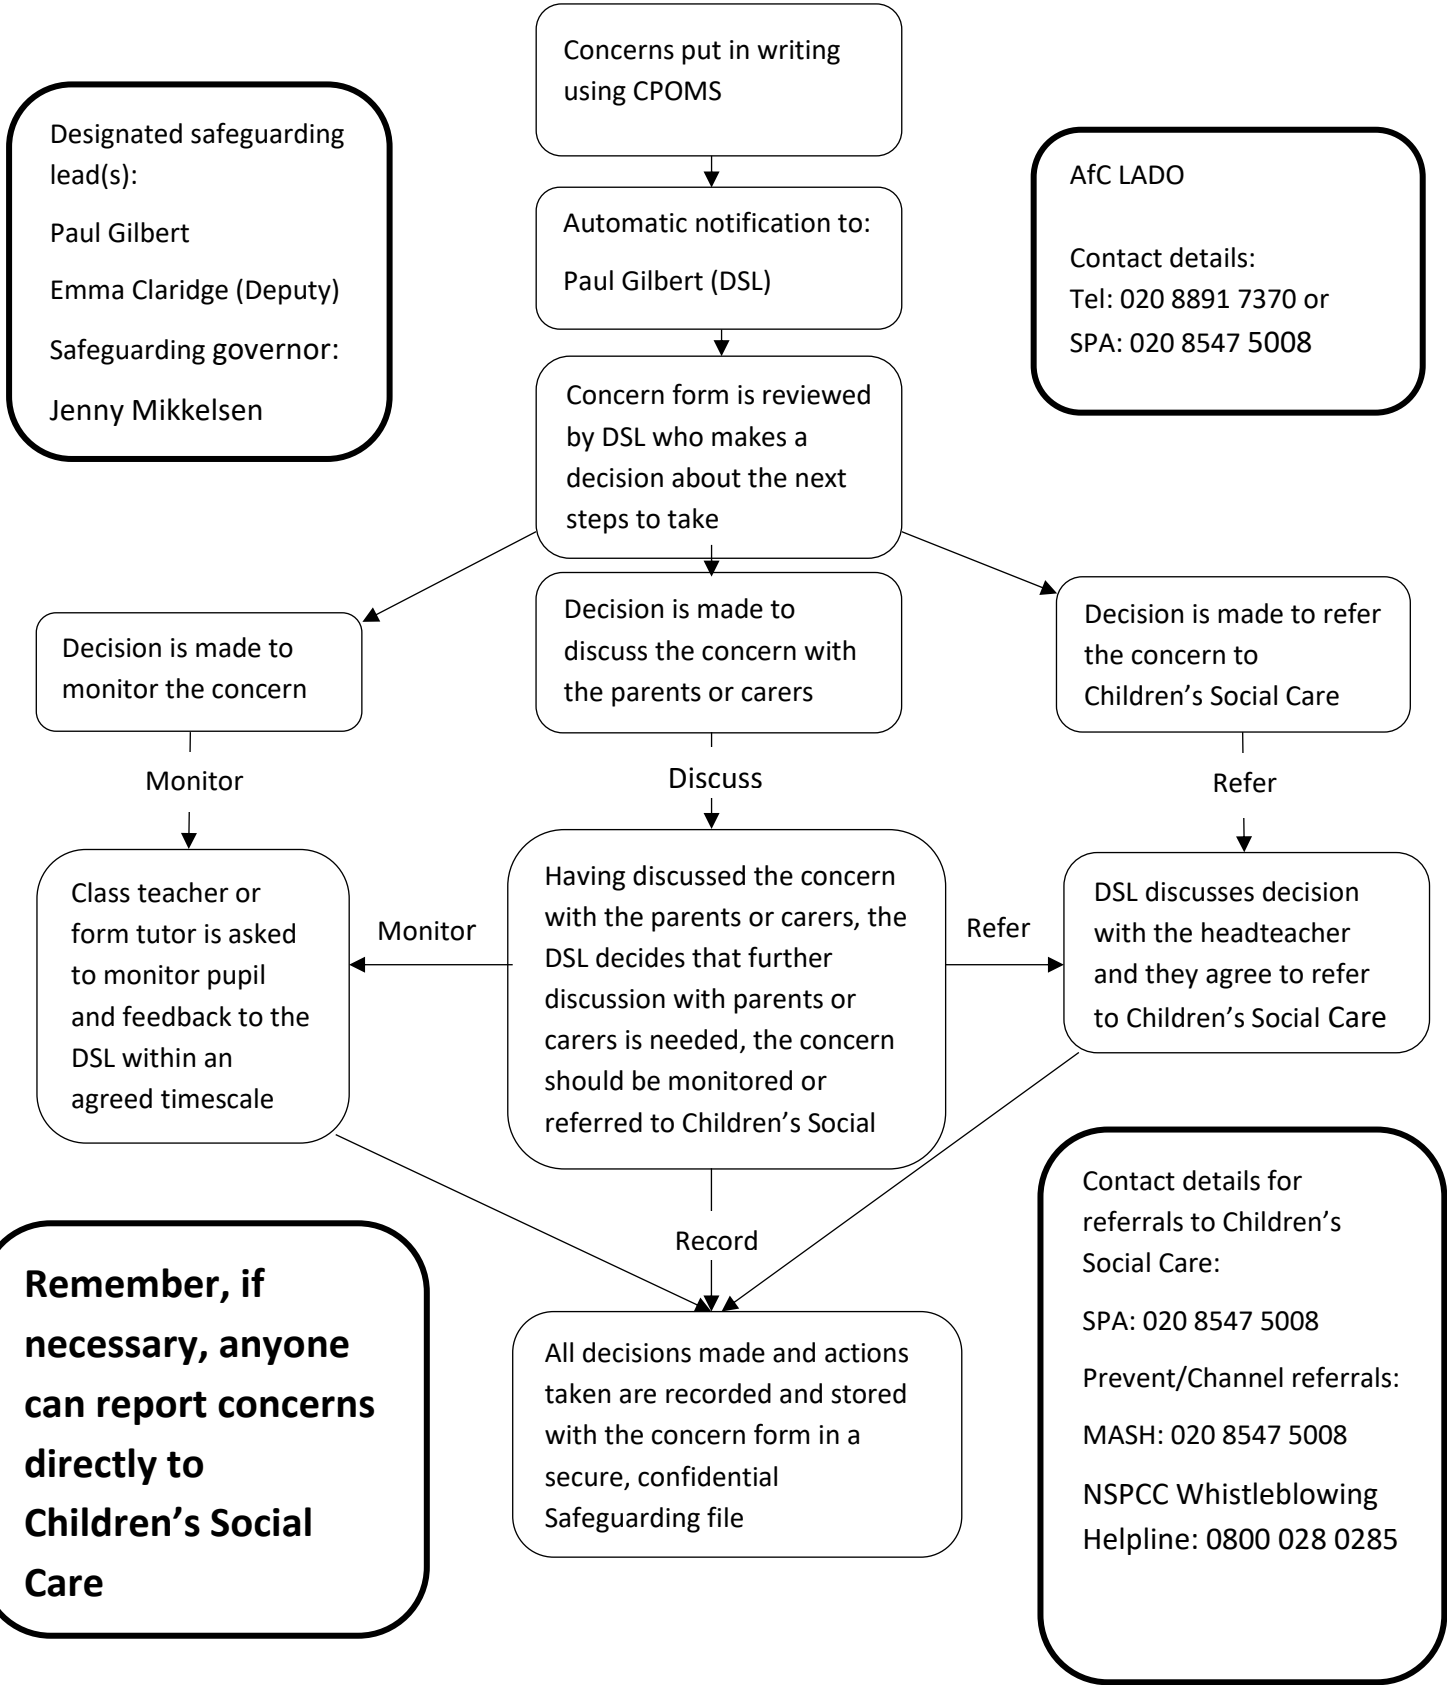 Concerns put in writing
using CPOMS
Designated safeguarding
lead(s):
Paul Gilbert
Emma Claridge (Deputy)
Safeguarding governor:
Jenny Mikkelsen
AfC LADO
Contact details:
Tel: 020 8891 7370 or
SPA: 020 8547 5008
Automatic notification to:
Paul Gilbert (DSL)
Concern form is reviewed
by DSL who makes a
decision about the next
steps to take
Decision is made to
monitor the concern
Decision is made to
discuss the concern with
the parents or carers
Decision is made to refer
the concern to
Children’s Social Care
Monitor
Discuss
Refer
Class teacher or
form tutor is asked
to monitor pupil
and feedback to the
DSL within an
agreed timescale
Monitor
Having discussed the concern
with the parents or carers, the
DSL decides that further
discussion with parents or
carers is needed, the concern
should be monitored or
referred to Children’s Social
Refer
DSL discusses decision
with the headteacher
and they agree to refer
to Children’s Social Care
Record
Remember, if
necessary, anyone
can report concerns
directly to
Children’s Social
Care
All decisions made and actions
taken are recorded and stored
with the concern form in a
secure, confidential
Safeguarding file
Contact details for
referrals to Children’s
Social Care:
SPA: 020 8547 5008
Prevent/Channel referrals:
MASH: 020 8547 5008
NSPCC Whistleblowing
Helpline: 0800 028 0285